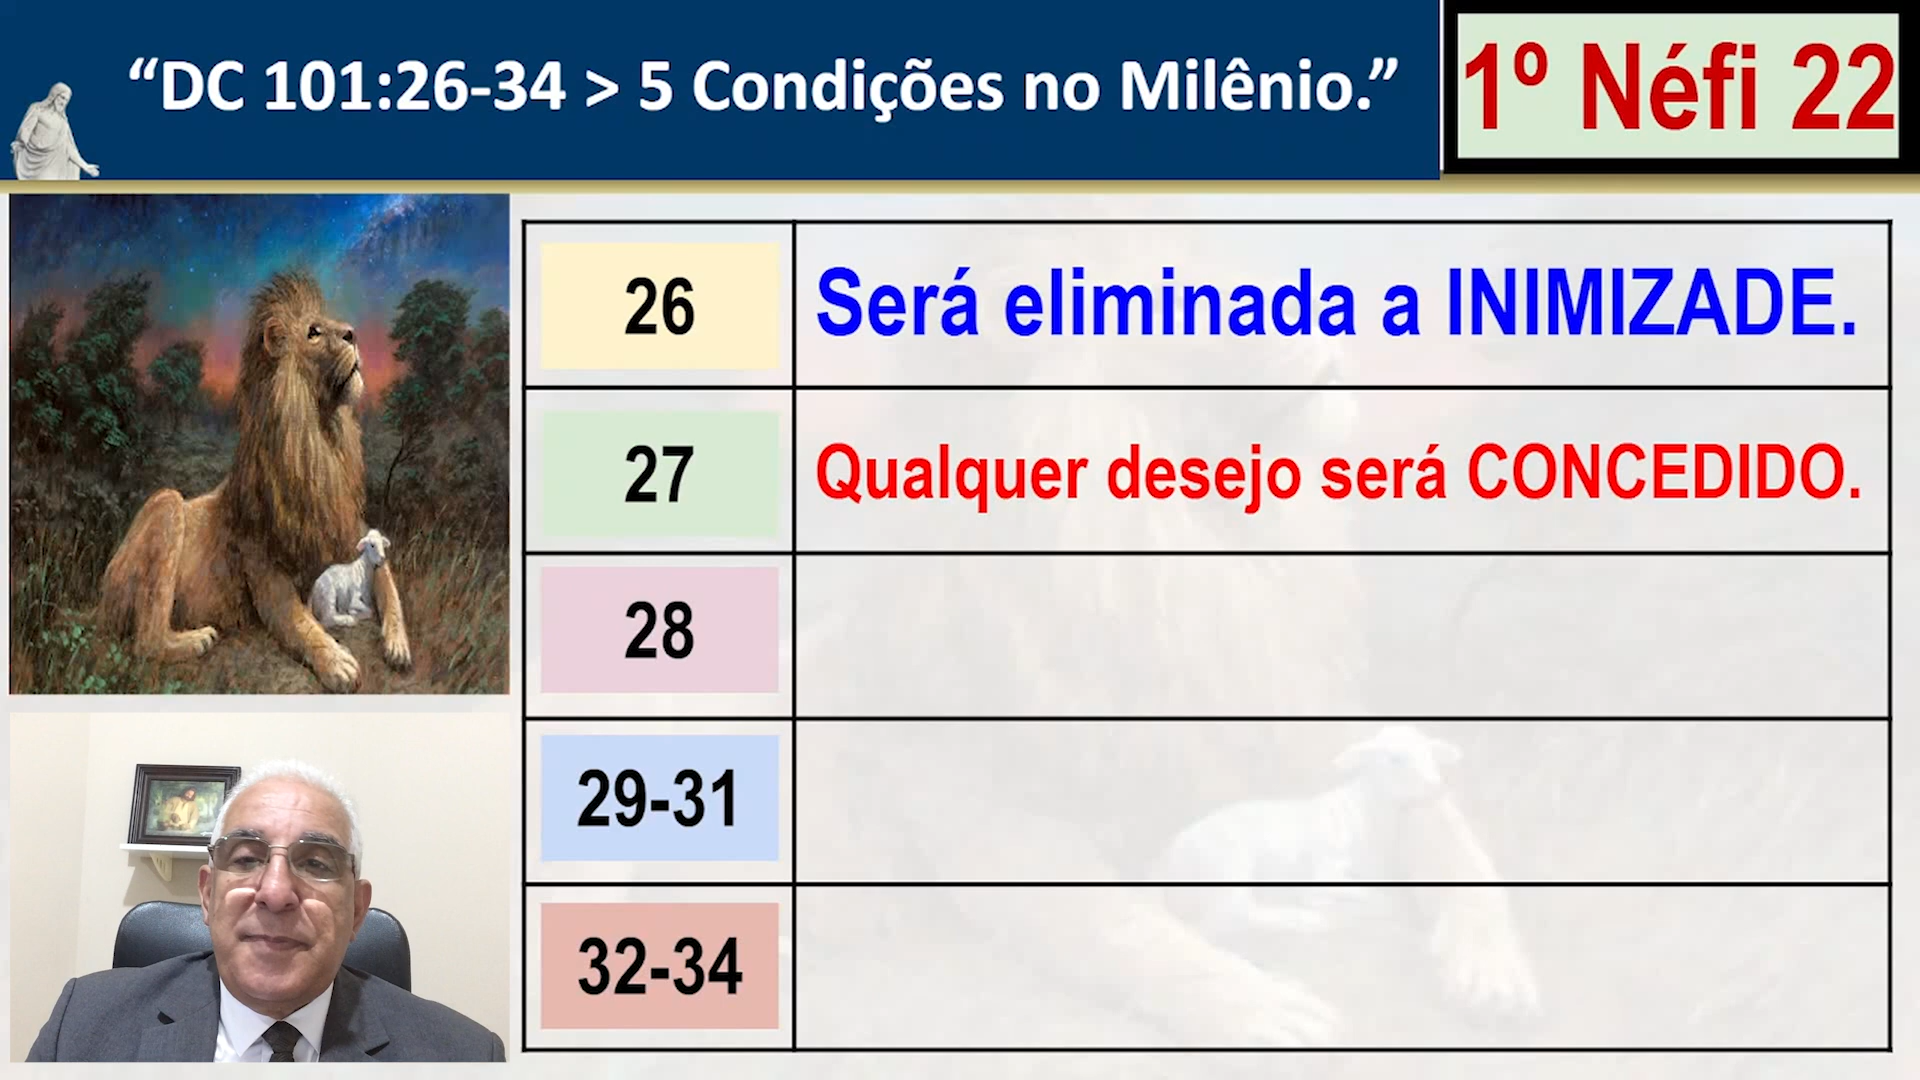 “DC 101:26-34 > 5 Condições no Milênio.”
1º Néfi 22
26
Será eliminada a INIMIZADE.
27
Qualquer desejo será CONCEDIDO.
28
29-31
32-34